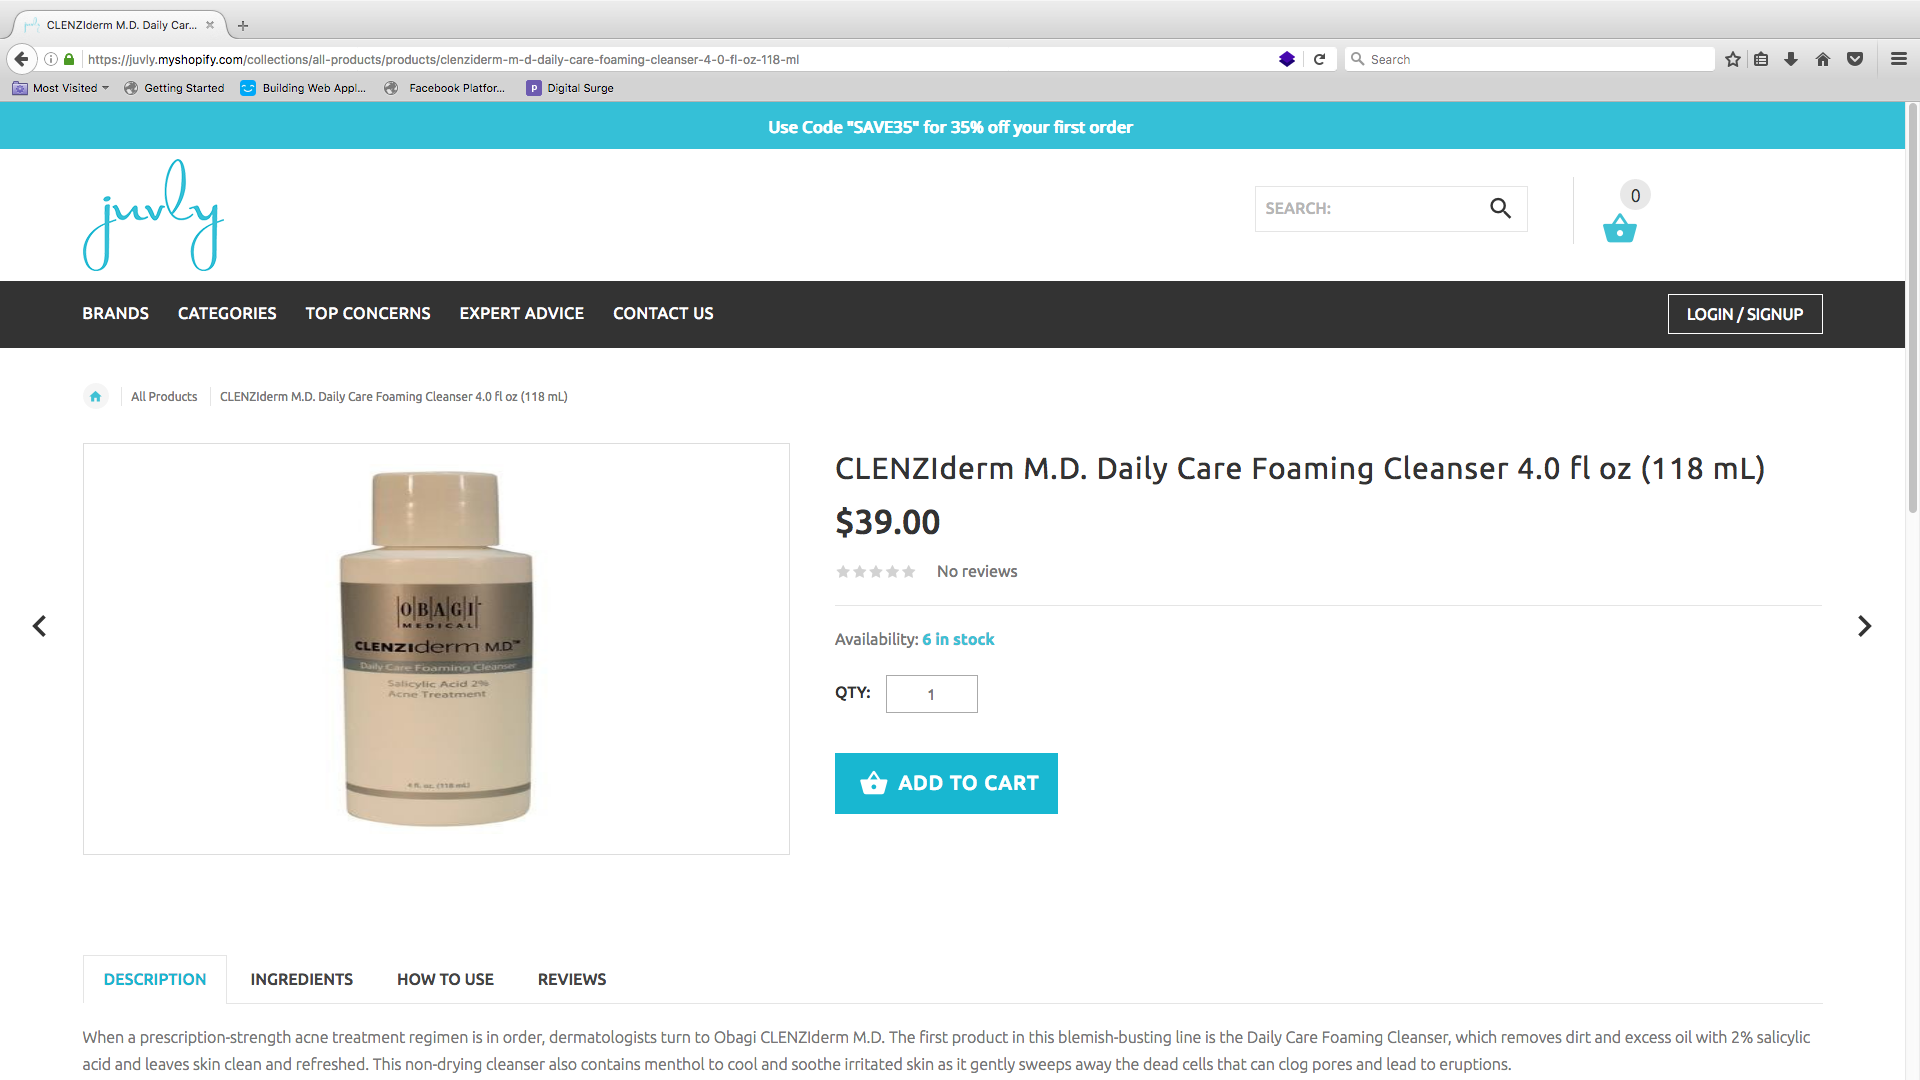 CLENZIderm M.D. Daily Car...
https://juvly.myshopify.com/collections/all-products/products/clenziderm-m-d-daily-care-foaming-cleanser-4-0-fl-oz-118-ml
Search
Most Visited
Getting Started
Building Web Appl...
Facebook Platfor...
Digital Surge
Use Code "SAVE35" for 35% off your first order
juvly
SEARCH:
0
BRANDS
CATEGORIES
TOP CONCERNS
EXPERT ADVICE
CONTACT US
LOGIN / SIGNUP
All Products
CLENZIderm M.D. Daily Care Foaming Cleanser 4.0 fl oz (118 mL)
OBAGI
MEDICAL
CLENZIderm M.D.™
Daily Care Foaming Cleanser
Salicylic Acid 2%
Acne Treatment
4 fl. oz. (118 mL)
CLENZIderm M.D. Daily Care Foaming Cleanser 4.0 fl oz (118 mL)
$39.00
No reviews
Availability: 6 in stock
QTY: 1
ADD TO CART
DESCRIPTION
INGREDIENTS
HOW TO USE
REVIEWS
When a prescription-strength acne treatment regimen is in order, dermatologists turn to Obagi CLENZIderm M.D. The first product in this blemish-busting line is the Daily Care Foaming Cleanser, which removes dirt and excess oil with 2% salicylic
acid and leaves skin clean and refreshed. This non-drying cleanser also contains menthol to cool and soothe irritated skin as it gently sweeps away the dead cells that can clog pores and lead to eruptions.